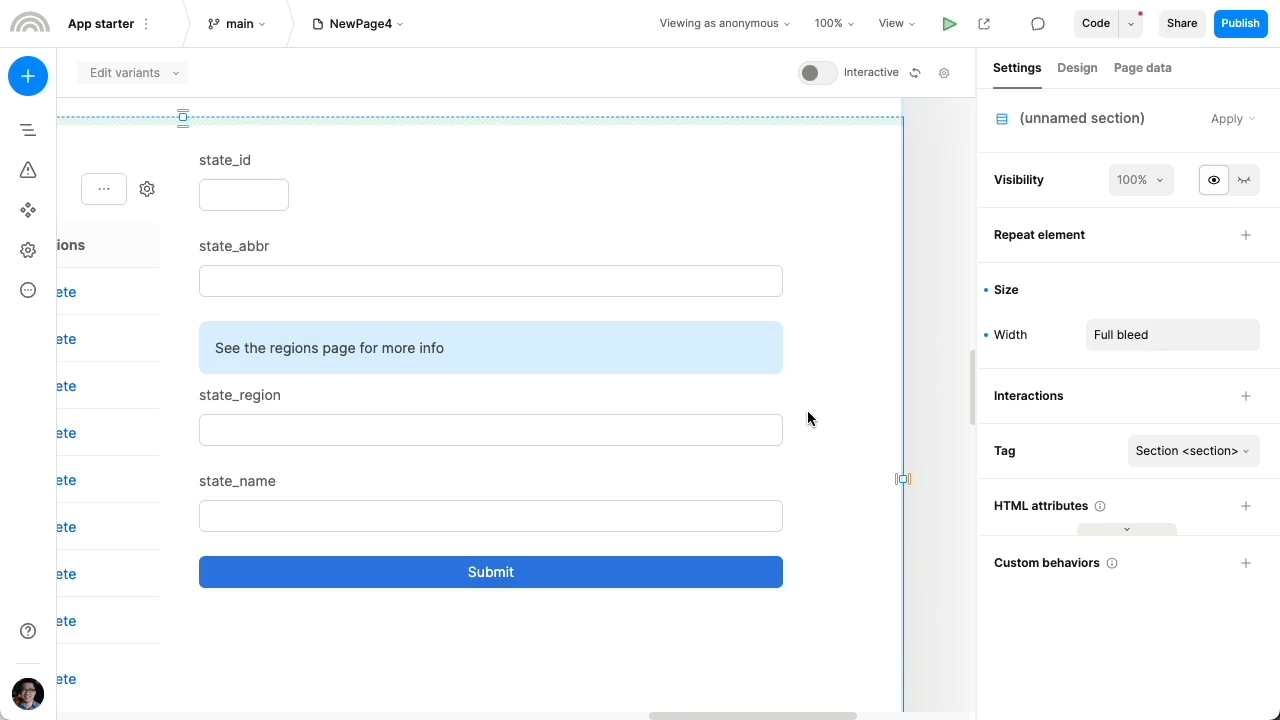 App starter
main
NewPage4
Viewing as anonymous
100%
View
Code
Share
Publish
Edit variants
Interactive
Settings
Design
Page data
(unnamed section)
Apply
Visibility
100%
Repeat element
Size
Width
Full bleed
Interactions
Tag
Section <section>
HTML attributes
Custom behaviors
...
ions
ete
ete
ete
ete
ete
ete
ete
ete
ete
state_id
state_abbr
See the regions page for more info
state_region
state_name
Submit